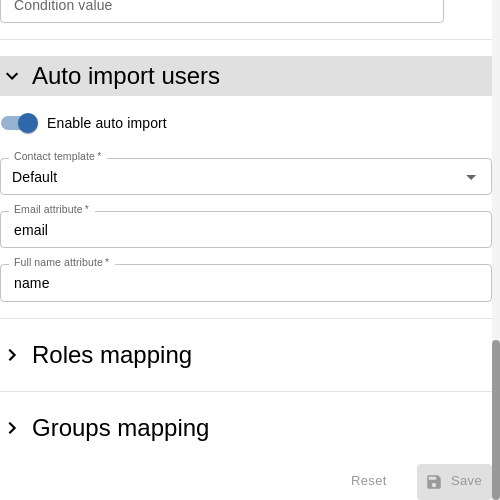 Condition value
Auto import users
Enable auto import
Contact template *
Default
Email attribute *
email
Full name attribute *
name
Roles mapping
Groups mapping
Reset
Save